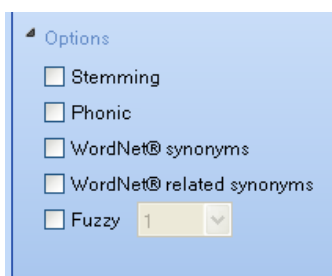 Options
Stemming
Phonic
WordNet® synonyms
WordNet® related synonyms
Fuzzy 1